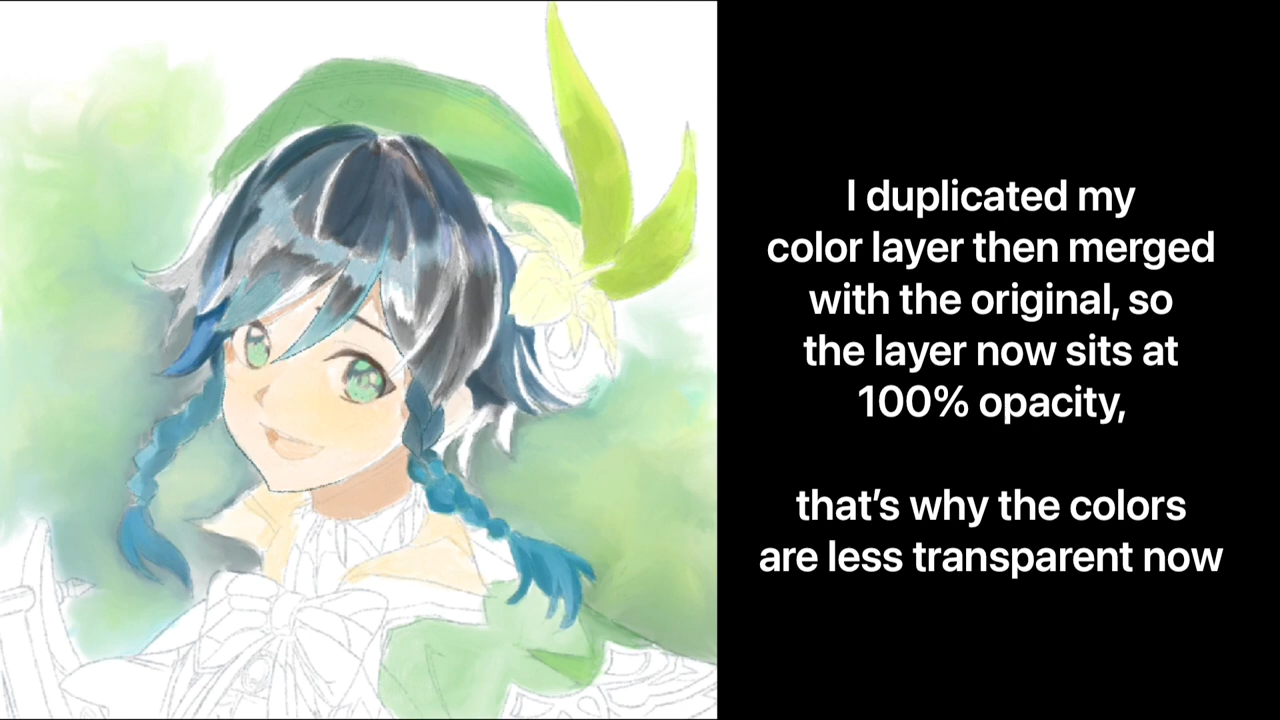 I duplicated my
color layer then merged
with the original, so
the layer now sits at
100% opacity,
that’s why the colors
are less transparent now